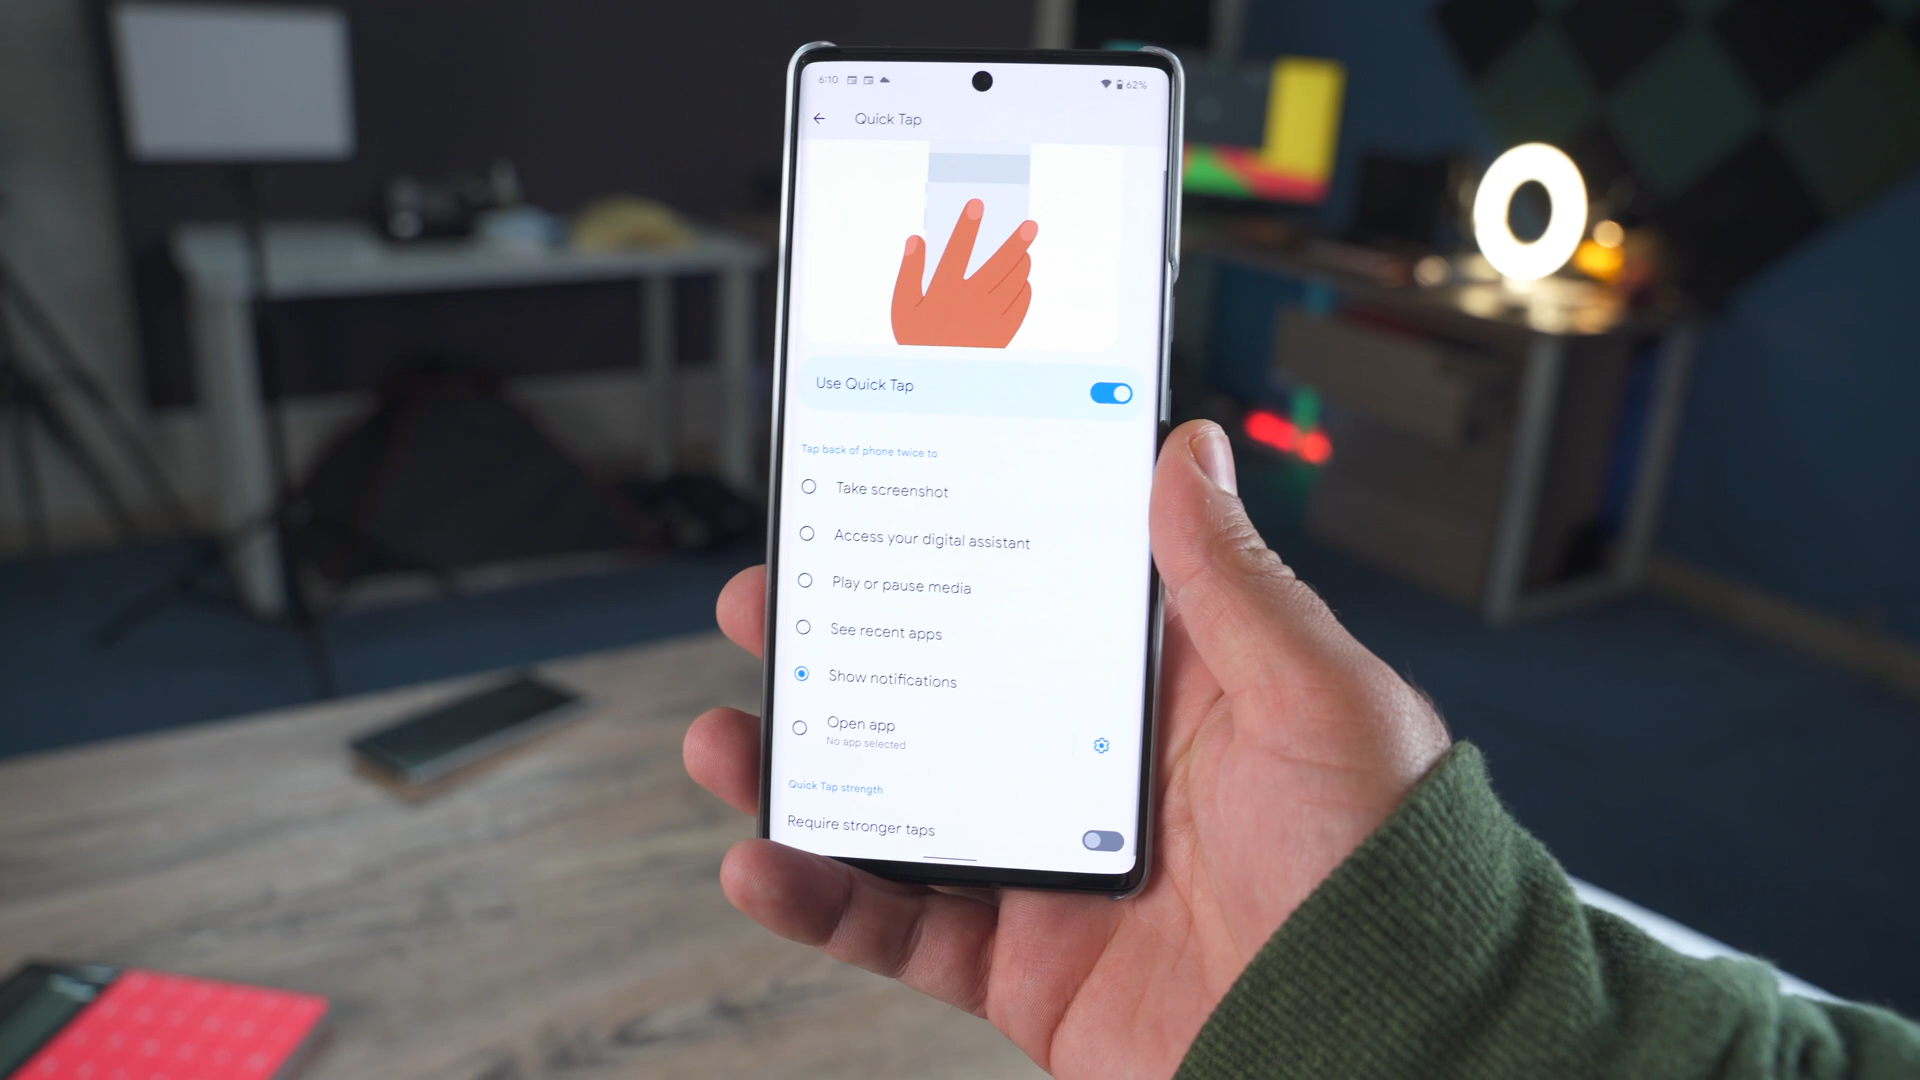 6:10 62%
Quick Tap
Use Quick Tap
Tap back of phone twice to
Take screenshot
Access your digital assistant
Play or pause media
See recent apps
Show notifications
Open app
No app selected
Quick Tap strength
Require stronger taps